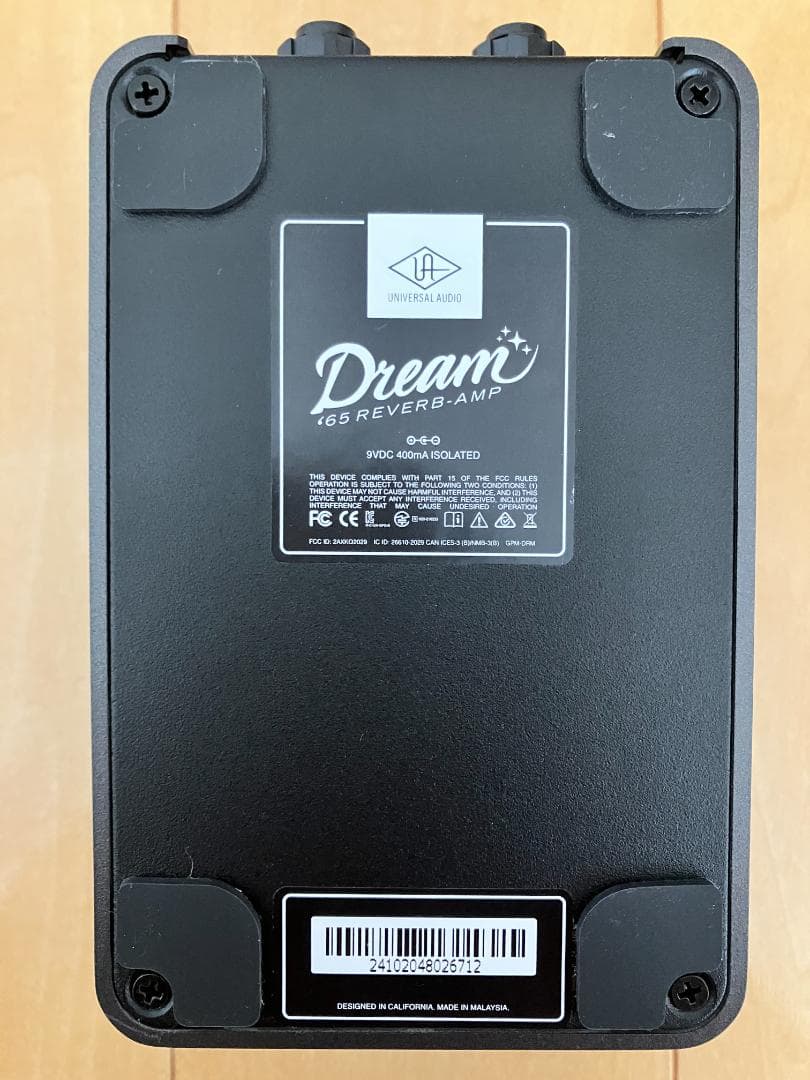 UNIVERSAL AUDIO
Dream
'65 REVERB-AMP
9VDC 400mA ISOLATED
THIS DEVICE COMPLIES WITH PART 15 OF THE FCC RULES
OPERATION IS SUBJECT TO THE FOLLOWING TWO CONDITIONS: (1)
THIS DEVICE MAY NOT CAUSE HARMFUL INTERFERENCE, AND (2) THIS
DEVICE MUST ACCEPT ANY INTERFERENCE RECEIVED, INCLUDING
INTERFERENCE THAT MAY CAUSE UNDESIRED OPERATION
FC CE
FCC ID: 2AXKO2029 IC ID: 26610-2029 CAN ICES-3 (B)/NMB-3(B) GPM-DRM
24102048026712
DESIGNED IN CALIFORNIA. MADE IN MALAYSIA.